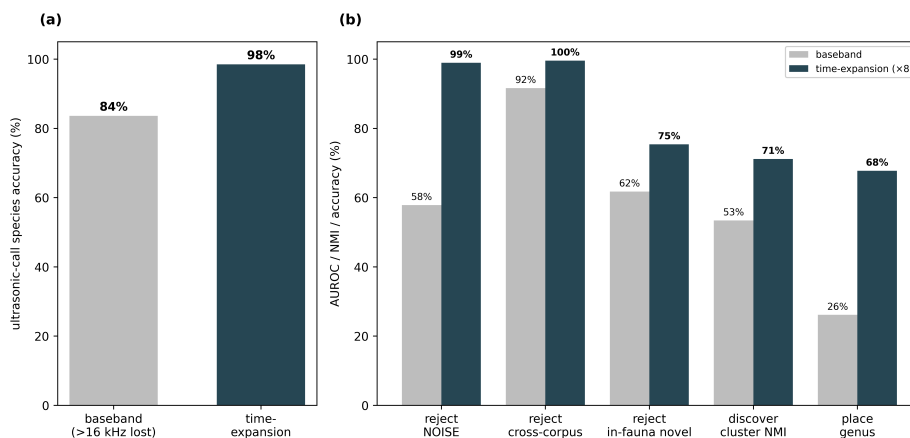 (a)
(b)
98%
84%
100
80
60
40
20
0
ultrasonic-call species accuracy (%)
baseband
(>16 kHz lost)
time-
expansion
baseband
time-expansion (×8
99%
100%
92%
75%
71%
68%
58%
62%
53%
26%
100
80
60
40
20
0
AUROC / NMI / accuracy (%)
reject
NOISE
reject
cross-corpus
reject
in-fauna novel
discover
cluster NMI
place
genus